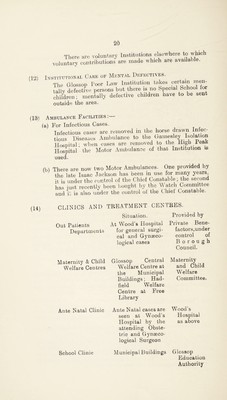 20
There are voluntary Institutions elsewhere to which
voluntary contributions are made which are available.
(12) INSTITUTIONAL CARE OF MENTAL DEFECTIVES.
The Glossop Poor Law Institution takes certain men-
tally defective persons but there is no Special School for
children; mentally defective children have to be sent
outside the area.
(13) AMBULANCE FACILITIES:—
(a) For Infectious Cases.
Infectious cases are removed in the horse drawn Infec-
tious Diseases Ambulance to the Gamesley Isolation
Hospital; when cases are removed to the High Peak
Hospital the Motor Ambulance of that Institution is
used.
(b) There are now two Motor Ambulances. One provided by
the late Isaac Jackson has been in use for many years,
it is under the control of the Chief Constable; the second
has just recently been bought by the Watch Committee
and it is also under the control of the Chief Constable.
(14) CLINICS AND TREATMENT CENTRES.
Situation. Provided by
Out Patients Departments
At Wood's Hospital for general surgi-
cal and Gynæco-
logical cases
Private Bene-
factors, under
control of
Borough
Council.
Maternity & Child
Welfare Centres
Glossop Central
Welfare Centre at
the Municipal
Buildings; Had-
field Welfare
Centre at Free
Library
Maternity
and Child
Welfare
Committee.
Ante Natal Clinic
Ante Natal cases are
seen at Wood's
Hospital by the
attending Obste-
tric and Gynæco-
logical Surgeon
Wood's
Hospital
as above
School Clinic
Municipal Buildings
Glossop
Education
Authority